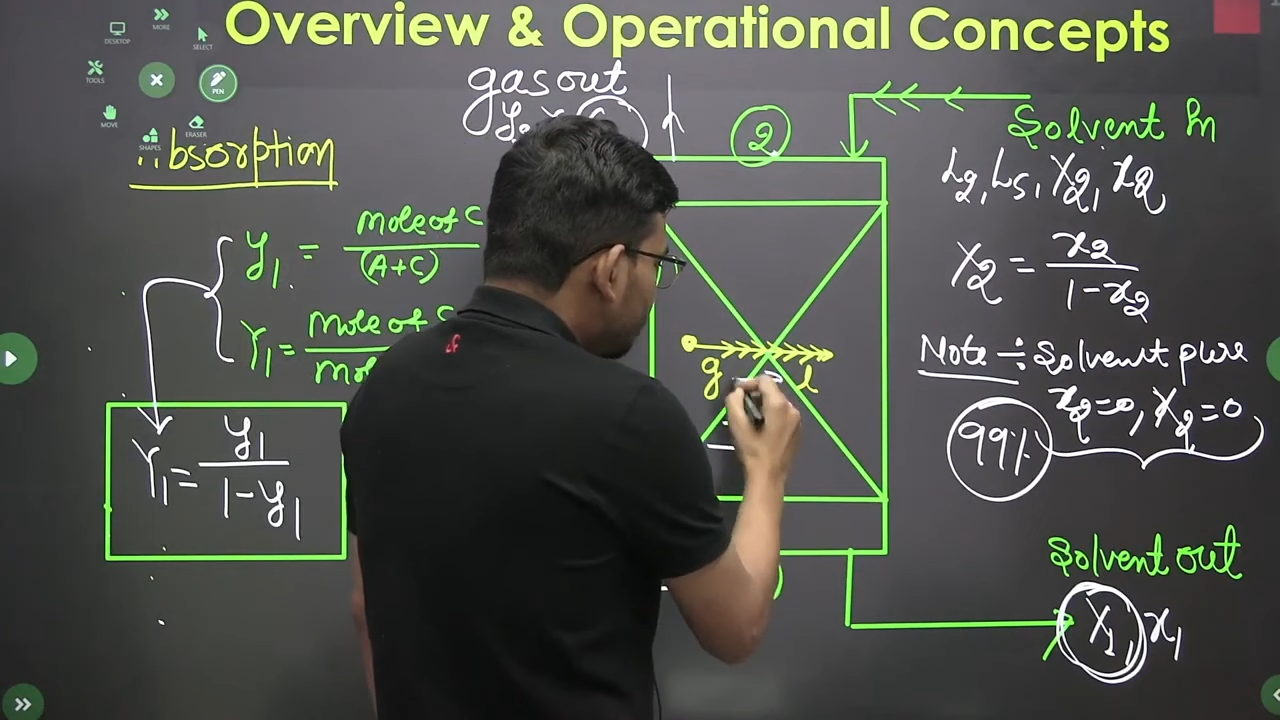 Overview & Operational Concepts
MORE
DESKTOP
SELECT
TOOLS
PEN
MOVE
ERASER
SHAPES
gas out
2
Solvent In
L2, Ls, X2, x2
bsorption
y1 = mole of C
(A+C)
X2 = x2
1-x2
Y1 = mole of C
Note ÷ Solvent pure
x2=0, X2=0
99%
g l
Y1 = y1
1-y1
Solvent out
X1, x1